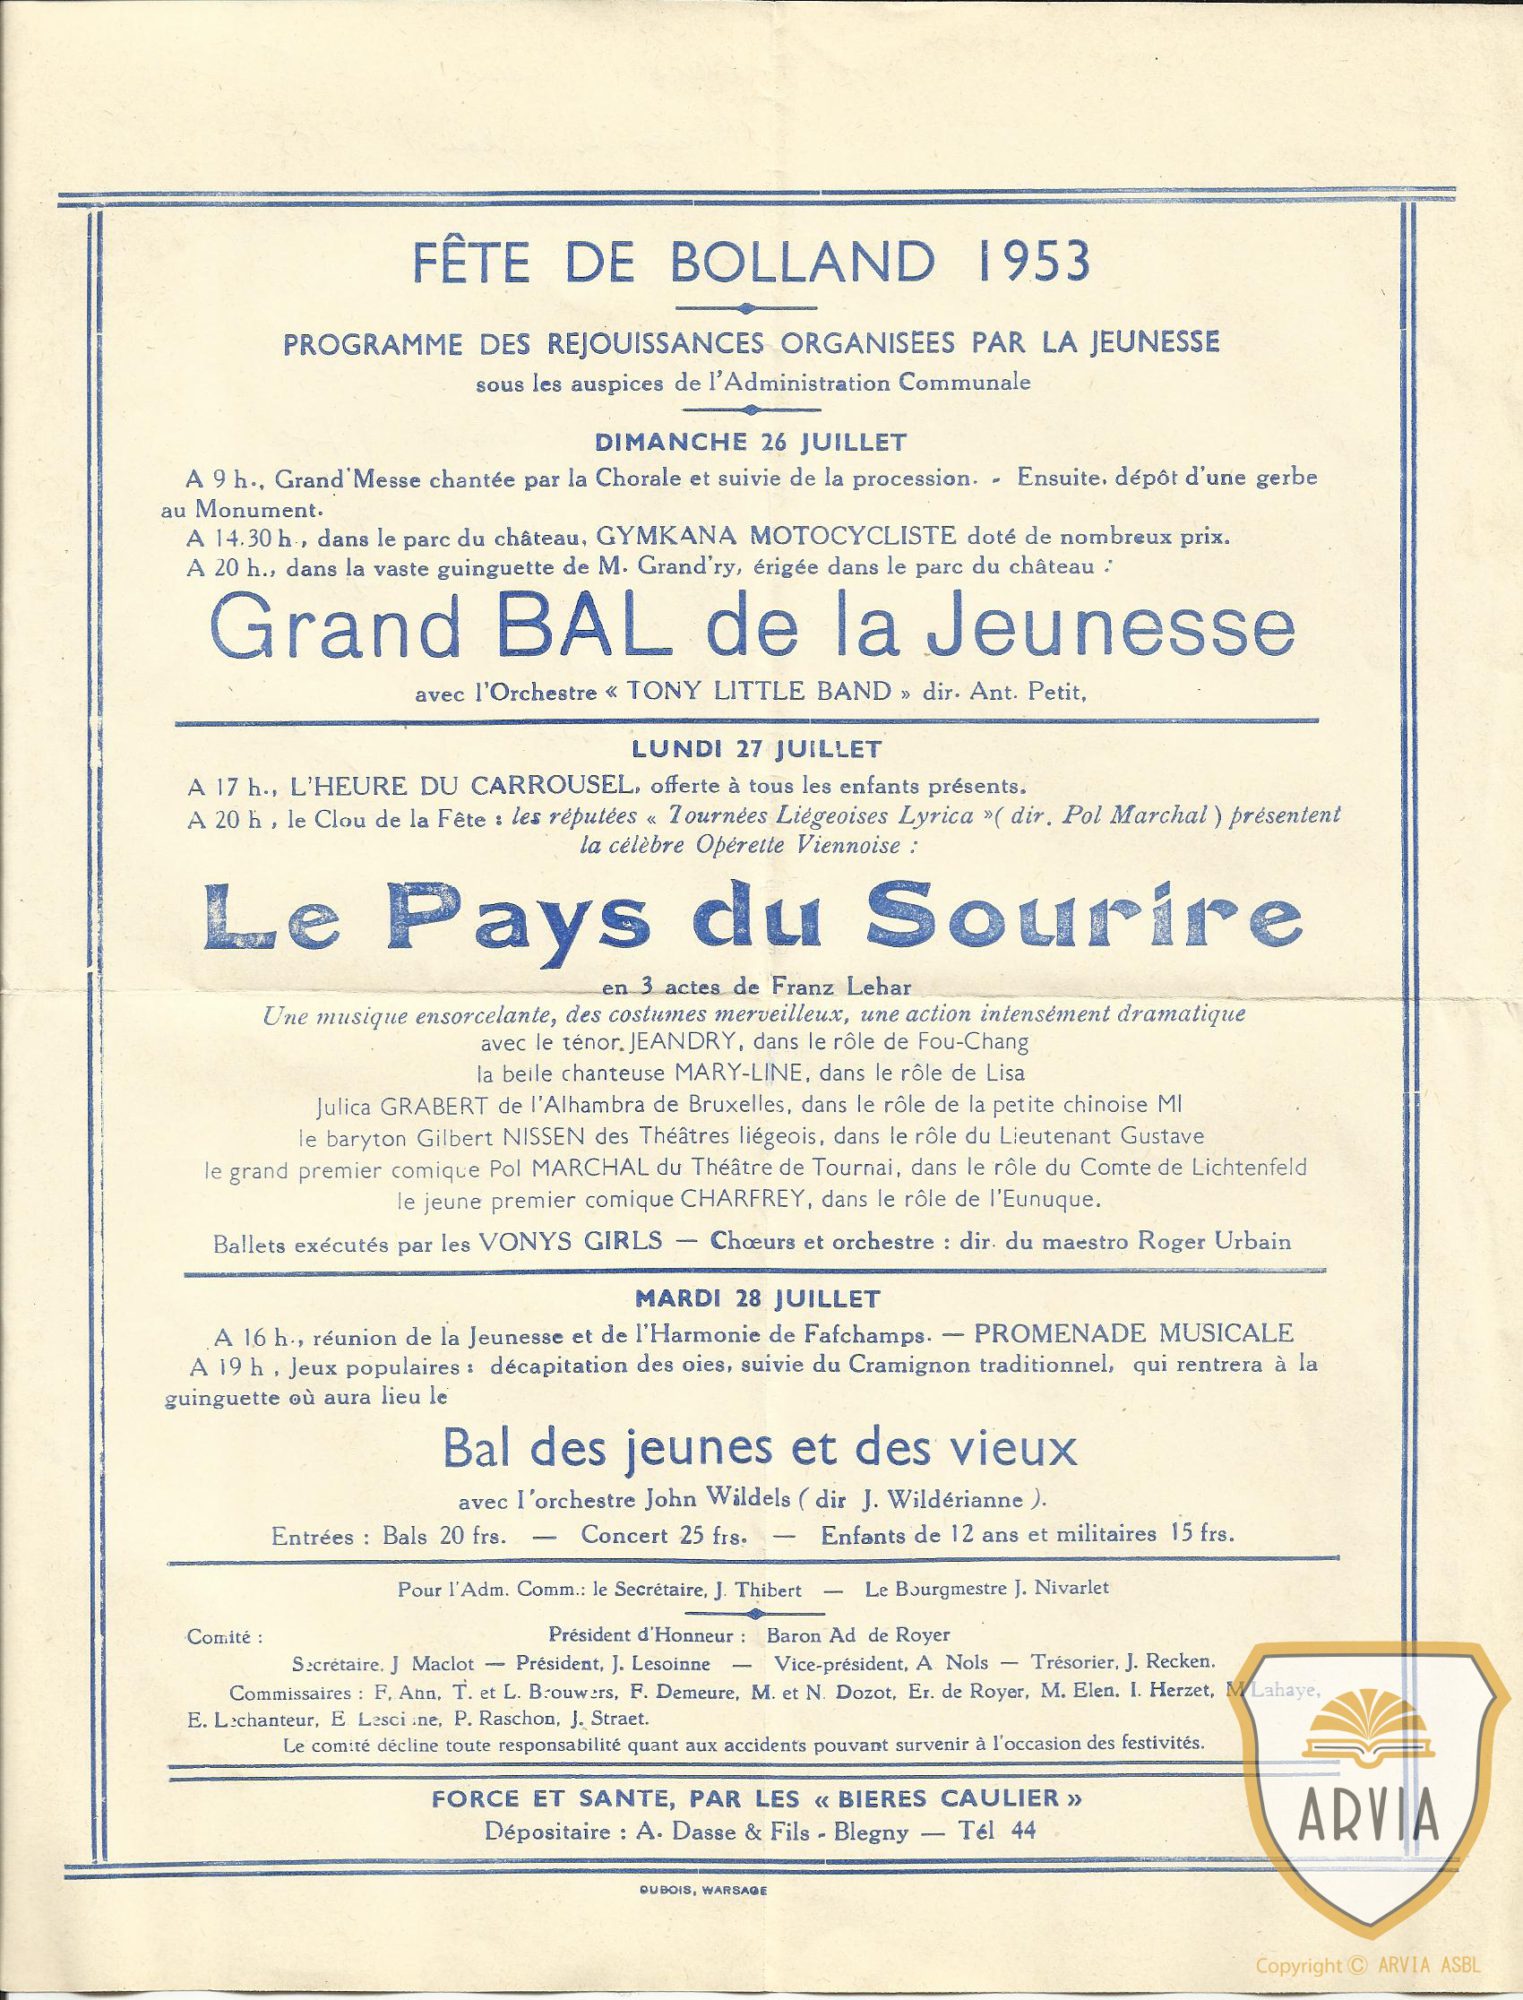 FÊTE DE BOLLAND 1953
PROGRAMME DES REJOUISSANCES ORGANISEES PAR LA JEUNESSE
sous les auspices de l'Administration Communale
DIMANCHE 26 JUILLET
A 9 h., Grand'Messe chantée par la Chorale et suivie de la procession. - Ensuite, dépôt d'une gerbe
au Monument.
A 14.30 h., dans le parc du château, GYMKANA MOTOCYCLISTE doté de nombreux prix.
A 20 h., dans la vaste guinguette de M. Grand'ry, érigée dans le parc du château :
Grand BAL de la Jeunesse
avec l'Orchestre « TONY LITTLE BAND » dir. Ant. Petit,
LUNDI 27 JUILLET
A 17 h., L'HEURE DU CARROUSEL, offerte à tous les enfants présents.
A 20 h , le Clou de la Fête : les réputées « Tournées Liégeoises Lyrica » ( dir. Pol Marchal ) présentent
la célèbre Opérette Viennoise :
Le Pays du Sourire
en 3 actes de Franz Lehar
Une musique ensorcelante, des costumes merveilleux, une action intensément dramatique
avec le ténor JEANDRY, dans le rôle de Fou-Chang
la belle chanteuse MARY-LINE, dans le rôle de Lisa
Julica GRABERT de l'Alhambra de Bruxelles, dans le rôle de la petite chinoise MI
le baryton Gilbert NISSEN des Théâtres liégeois, dans le rôle du Lieutenant Gustave
le grand premier comique Pol MARCHAL du Théâtre de Tournai, dans le rôle du Comte de Lichtenfeld
le jeune premier comique CHARFREY, dans le rôle de l'Eunuque.
Ballets exécutés par les VONYS GIRLS — Chœurs et orchestre : dir. du maestro Roger Urbain
MARDI 28 JUILLET
A 16 h., réunion de la Jeunesse et de l'Harmonie de Fafchamps. — PROMENADE MUSICALE
A 19 h , Jeux populaires : décapitation des oies, suivie du Cramignon traditionnel, qui rentrera à la
guinguette où aura lieu le
Bal des jeunes et des vieux
avec l'orchestre John Wildels ( dir J. Wildérianne ).
Entrées : Bals 20 frs. — Concert 25 frs. — Enfants de 12 ans et militaires 15 frs.
Pour l'Adm. Comm.: le Secrétaire, J. Thibert — Le Bourgmestre J. Nivarlet
Comité : Président d'Honneur : Baron Ad de Royer
Secrétaire, J Maclot — Président, J. Lesoinne — Vice-président, A Nols — Trésorier, J. Recken.
Commissaires : F. Ann, T. et L. Brouwers, F. Demeure, M. et N. Dozot, Er. de Royer, M. Elen, I. Herzet, M Lahaye,
E. Lechanteur, E Lesoinne, P. Raschon, J. Straet.
Le comité décline toute responsabilité quant aux accidents pouvant survenir à l'occasion des festivités.
FORCE ET SANTE, PAR LES « BIERES CAULIER »
Dépositaire : A. Dasse & Fils - Blegny — Tél 44
DUBOIS, WARSAGE
ARVIA
Copyright © ARVIA ASBL